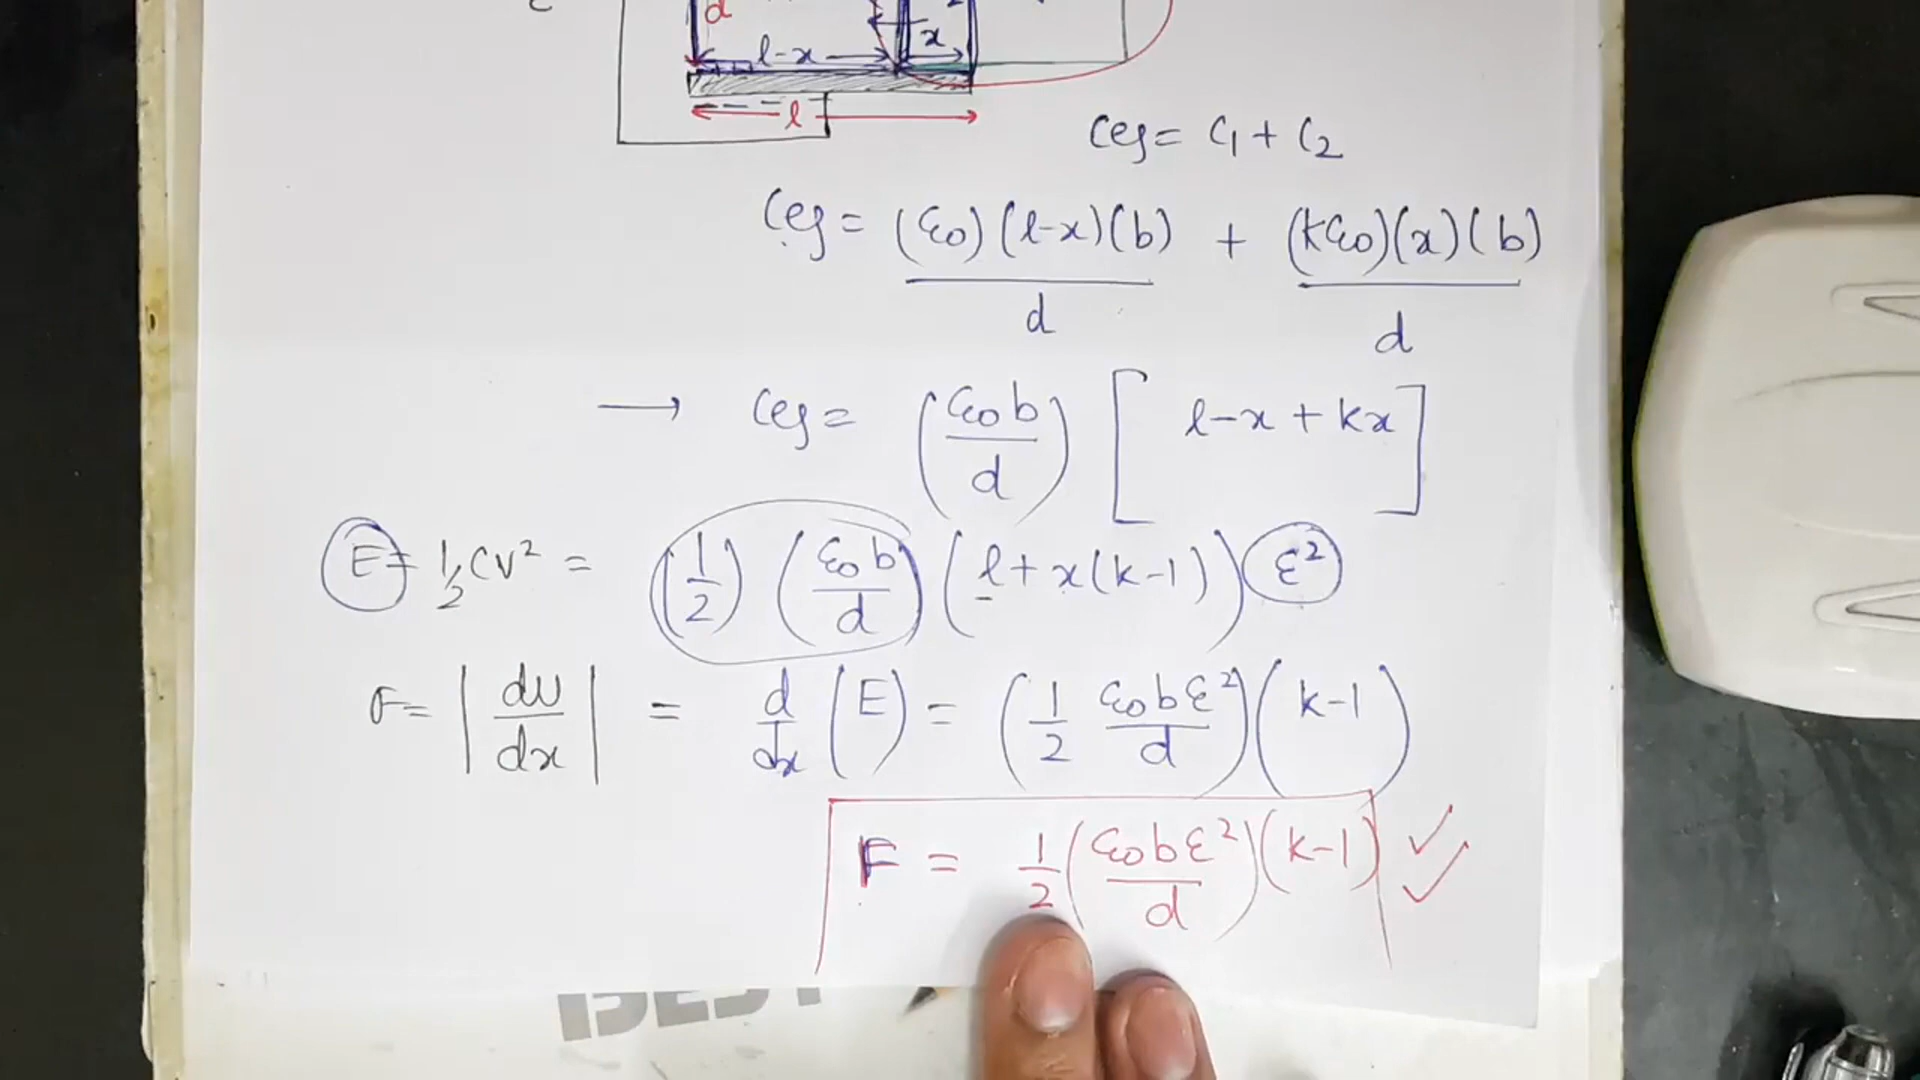 d
l-x x
l
Ceq = C1 + C2
Ceq = (ε0)(l-x)(b)/d + (kε0)(x)(b)/d
→ Ceq = (ε0b/d) [l-x+kx]
E = 1/2 CV² = (1/2) (ε0b/d) (l+x(k-1)) ε²
F = |dU/dx| = d/dx (E) = (1/2 ε0bε²/d) (k-1)
F = 1/2 (ε0bε²/d) (k-1) ✓✓